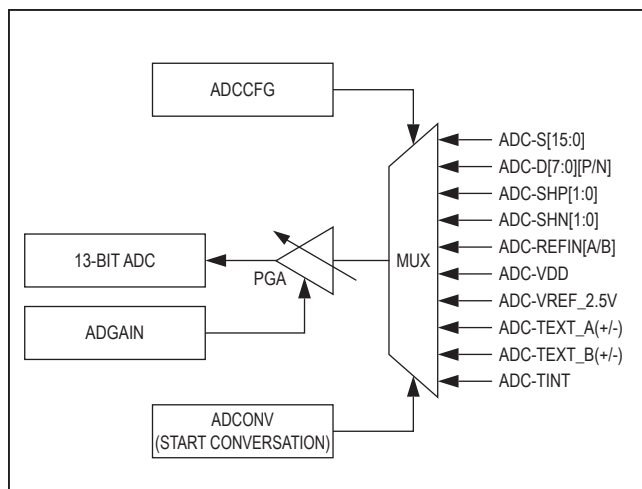 ADCCFG
ADC-S[15:0]
ADC-D[7:0][P/N]
ADC-SHP[1:0]
ADC-SHN[1:0]
ADC-REFIN[A/B]
ADC-VDD
ADC-VREF_2.5V
ADC-TEXT_A(+/-)
ADC-TEXT_B(+/-)
ADC-TINT
MUX
13-BIT ADC
PGA
ADGAIN
ADCONV
(START CONVERSATION)